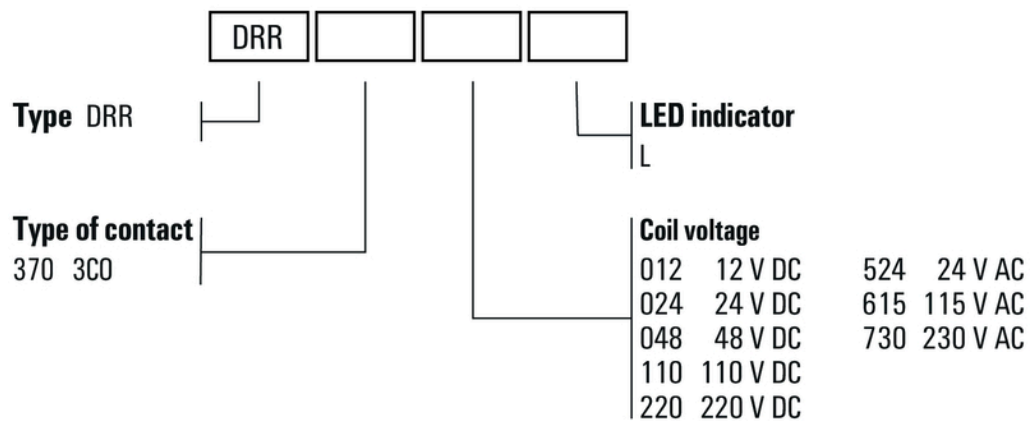 DRR
Type DRR
LED indicator
L
Type of contact
370 3CO
Coil voltage
012 12 V DC 524 24 V AC
024 24 V DC 615 115 V AC
048 48 V DC 730 230 V AC
110 110 V DC
220 220 V DC